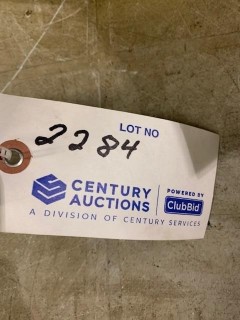 LOT NO
2284
CENTURY AUCTIONS
POWERED BY
ClubBid
A DIVISION OF CENTURY SERVICES